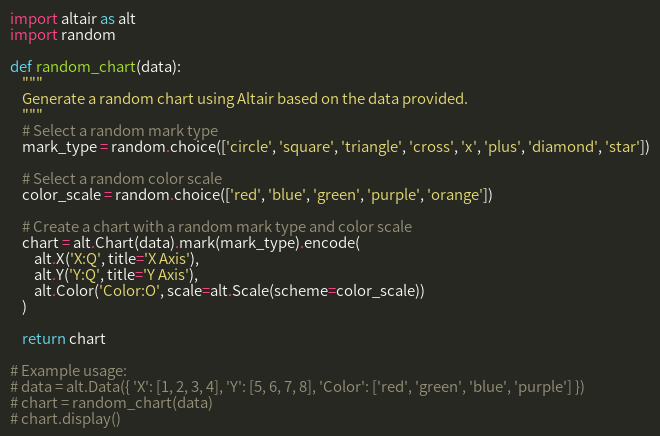 import altair as alt
import random

def random_chart(data):
    """
    Generate a random chart using Altair based on the data provided.
    """
    # Select a random mark type
    mark_type = random.choice(['circle', 'square', 'triangle', 'cross', 'x', 'plus', 'diamond', 'star'])

    # Select a random color scale
    color_scale = random.choice(['red', 'blue', 'green', 'purple', 'orange'])

    # Create a chart with a random mark type and color scale
    chart = alt.Chart(data).mark(mark_type).encode(
        alt.X('X:Q', title='X Axis'),
        alt.Y('Y:Q', title='Y Axis'),
        alt.Color('Color:O', scale=alt.Scale(scheme=color_scale))
    )

    return chart

# Example usage:
# data = alt.Data({ 'X': [1, 2, 3, 4], 'Y': [5, 6, 7, 8], 'Color': ['red', 'green', 'blue', 'purple'] })
# chart = random_chart(data)
# chart.display()